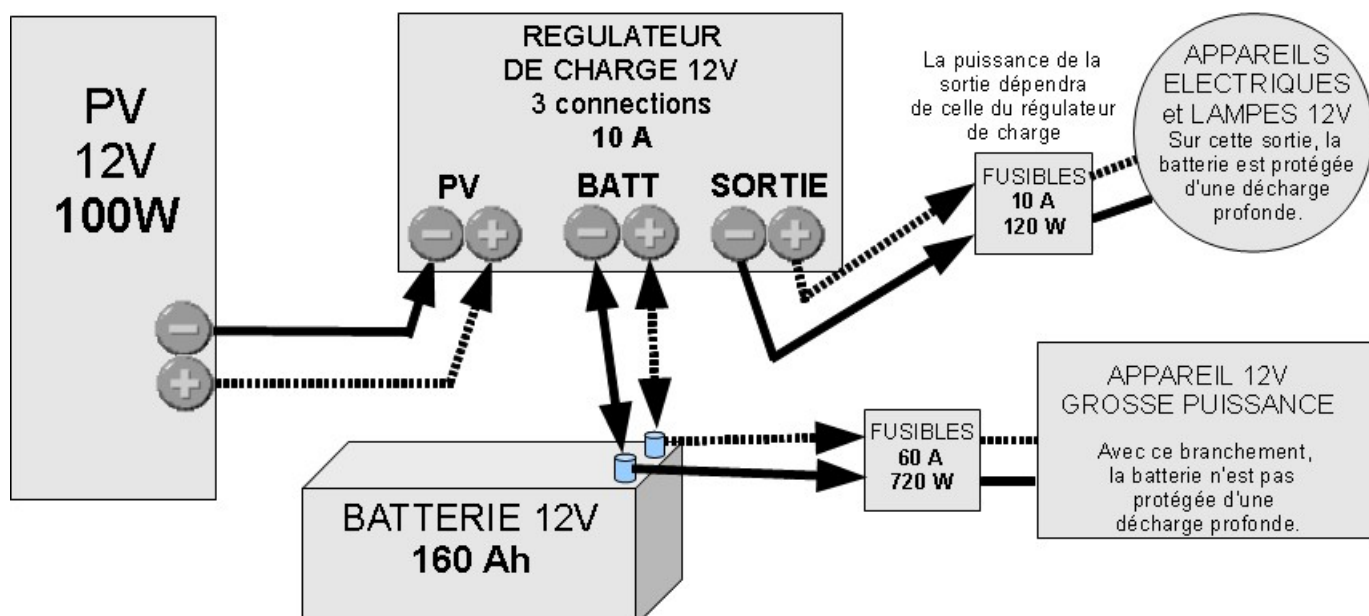 PV
12V
100W
REGULATEUR
DE CHARGE 12V
3 connections
10 A
PV
BATT
SORTIE
La puissance de la
sortie dépendra
de celle du régulateur
de charge
FUSIBLES
10 A
120 W
APPAREILS
ELECTRIQUES
et LAMPES 12V
Sur cette sortie, la
batterie est protégée
d'une décharge
profonde.
BATTERIE 12V
160 Ah
FUSIBLES
60 A
720 W
APPAREIL 12V
GROSSE PUISSANCE
Avec ce branchement,
la batterie n'est pas
protégée d'une
décharge profonde.